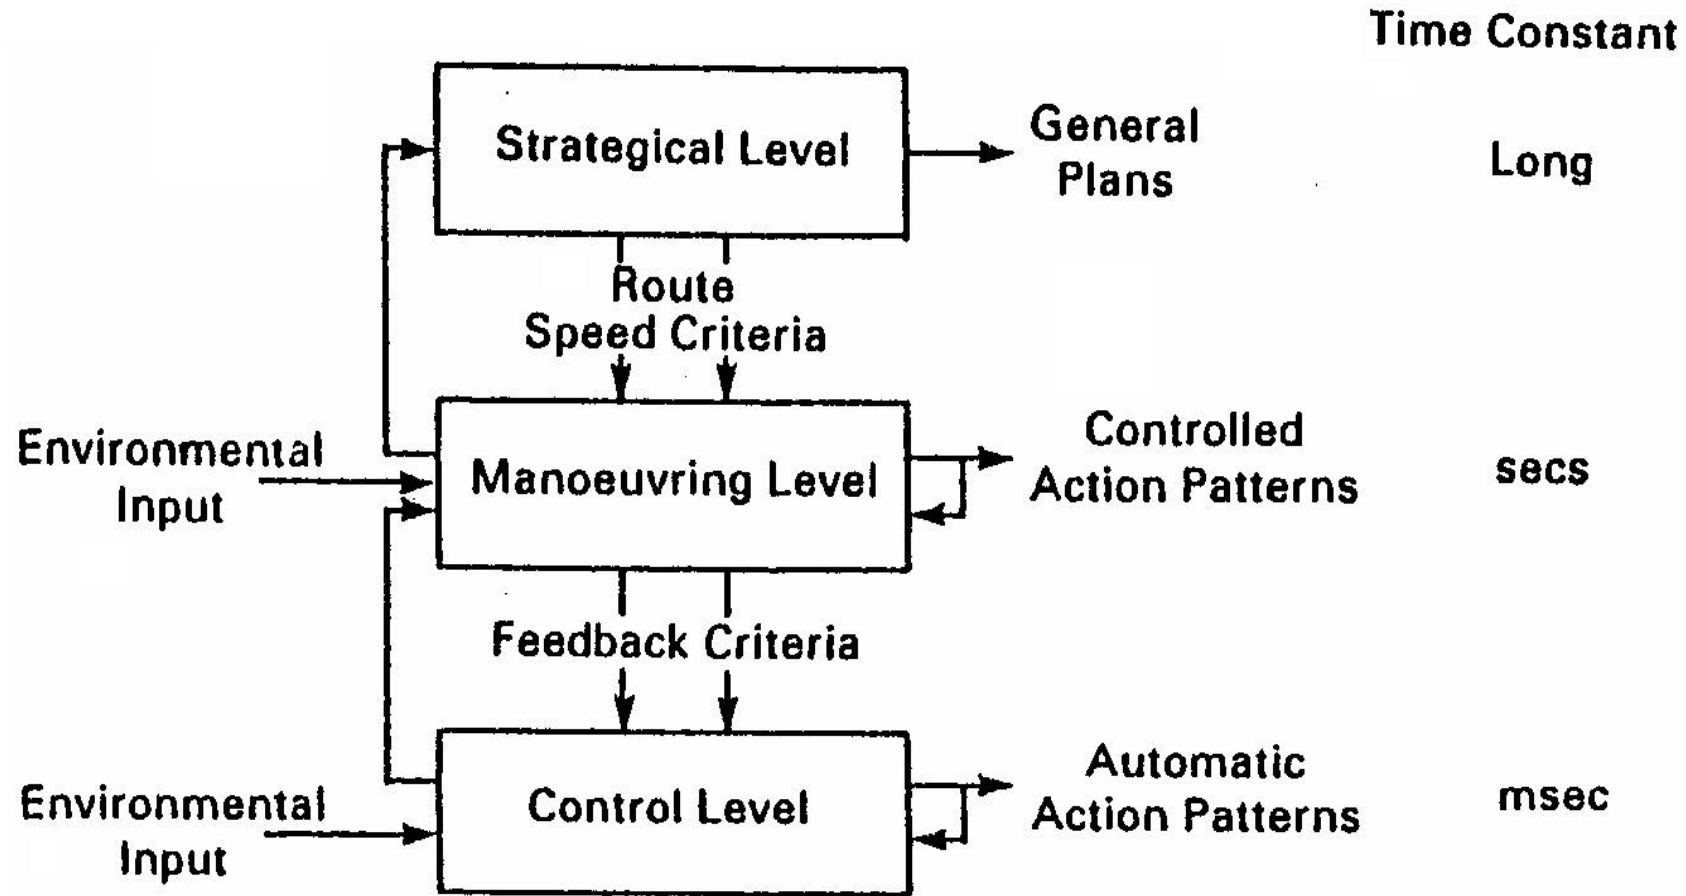 Time Constant
Strategical Level
General
Plans
Long
Route
Speed Criteria
Environmental
Input
Manoeuvring Level
Controlled
Action Patterns
secs
Feedback Criteria
Environmental
Input
Control Level
Automatic
Action Patterns
msec